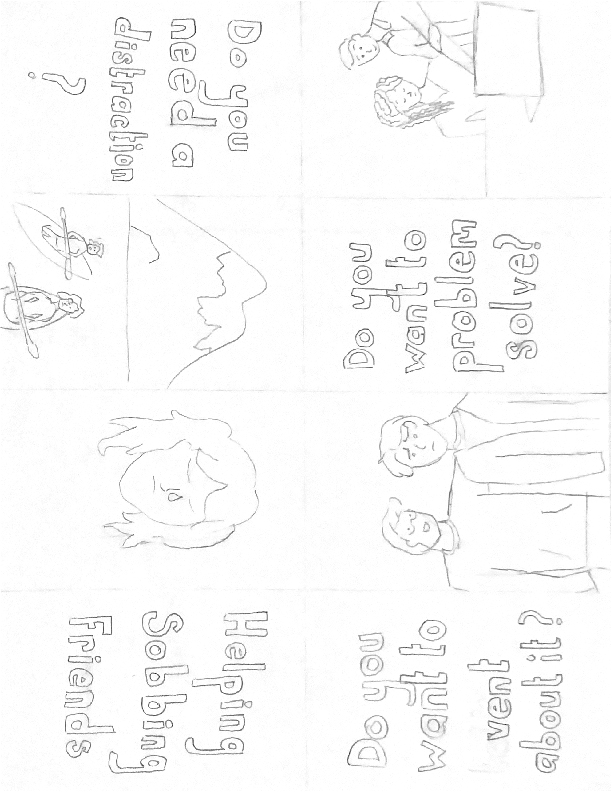 Helping
Sobbing
Friends
Do you
need a
distraction
?
Do you
want to
vent
about it?
Do you
want to
problem
solve?